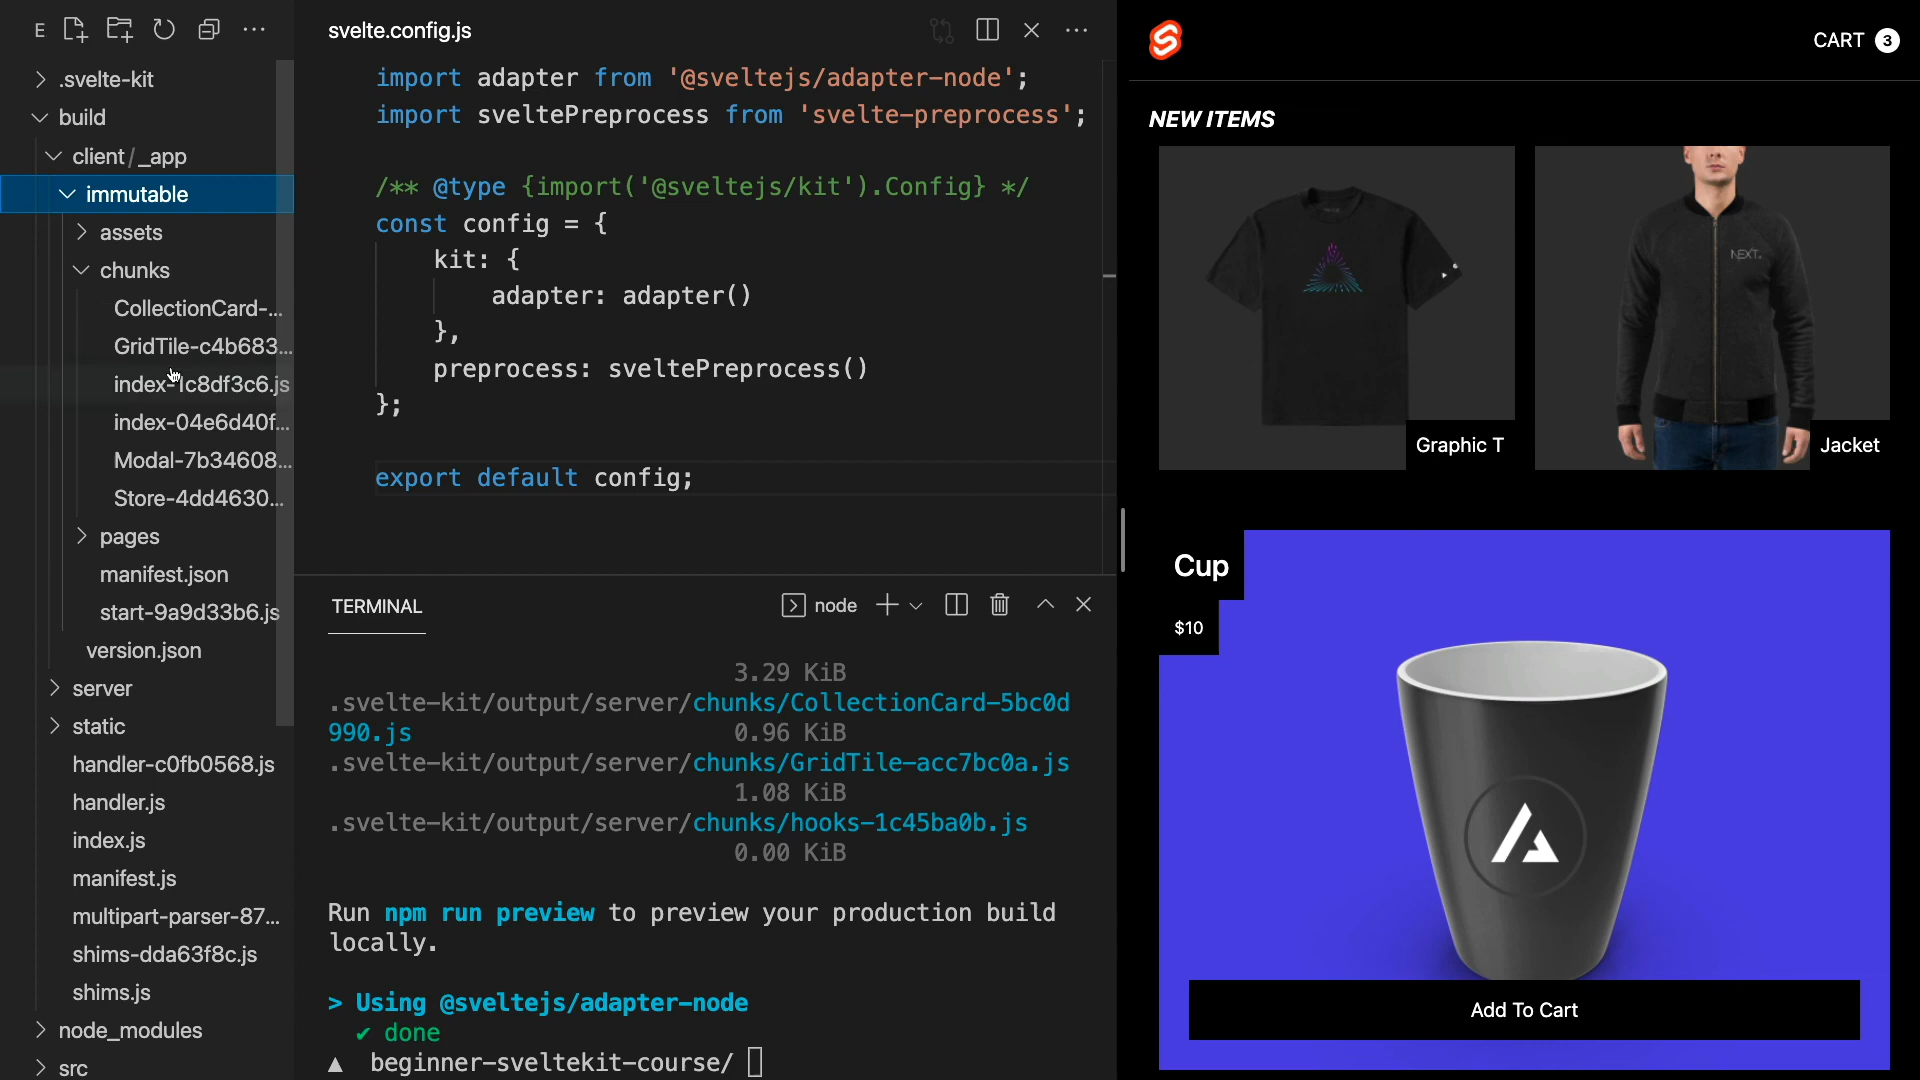 E
svelte.config.js
.svelte-kit
build
client / _app
immutable
assets
chunks
CollectionCard-...
GridTile-c4b683...
index-1c8df3c6.js
index-04e6d40f...
Modal-7b34608...
Store-4dd4630...
pages
manifest.json
start-9a9d33b6.js
version.json
server
static
handler-c0fb0568.js
handler.js
index.js
manifest.js
multipart-parser-87...
shims-dda63f8c.js
shims.js
node_modules
src
import adapter from '@sveltejs/adapter-node';
import sveltePreprocess from 'svelte-preprocess';
/** @type {import('@sveltejs/kit').Config} */
const config = {
kit: {
adapter: adapter()
},
preprocess: sveltePreprocess()
};
export default config;
TERMINAL
node
3.29 KiB
.svelte-kit/output/server/chunks/CollectionCard-5bc0d
990.js 0.96 KiB
.svelte-kit/output/server/chunks/GridTile-acc7bc0a.js
1.08 KiB
.svelte-kit/output/server/chunks/hooks-1c45ba0b.js
0.00 KiB
Run npm run preview to preview your production build
locally.
> Using @sveltejs/adapter-node
✔ done
▲ beginner-sveltekit-course/
CART 3
NEW ITEMS
NEXT.
Graphic T
Jacket
Cup
$10
Add To Cart